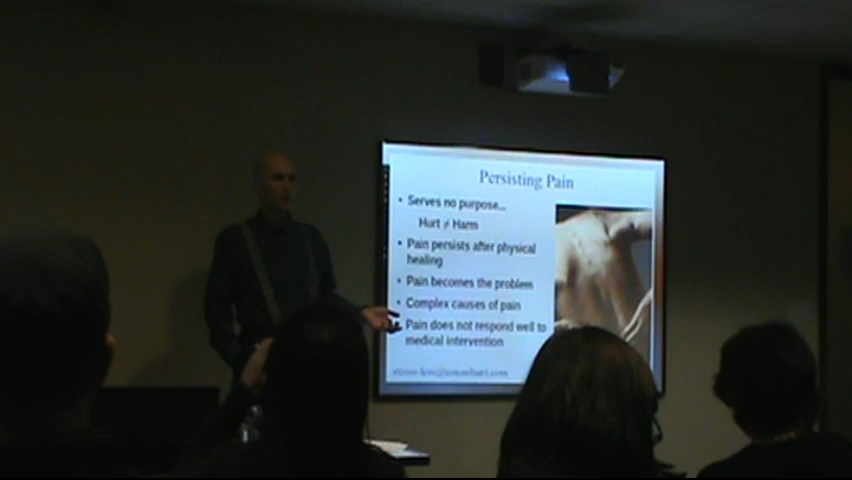 Persisting Pain
• Serves no purpose...
Hurt ≠ Harm
• Pain persists after physical
healing
• Pain becomes the problem
• Complex causes of pain
• Pain does not respond well to
medical intervention